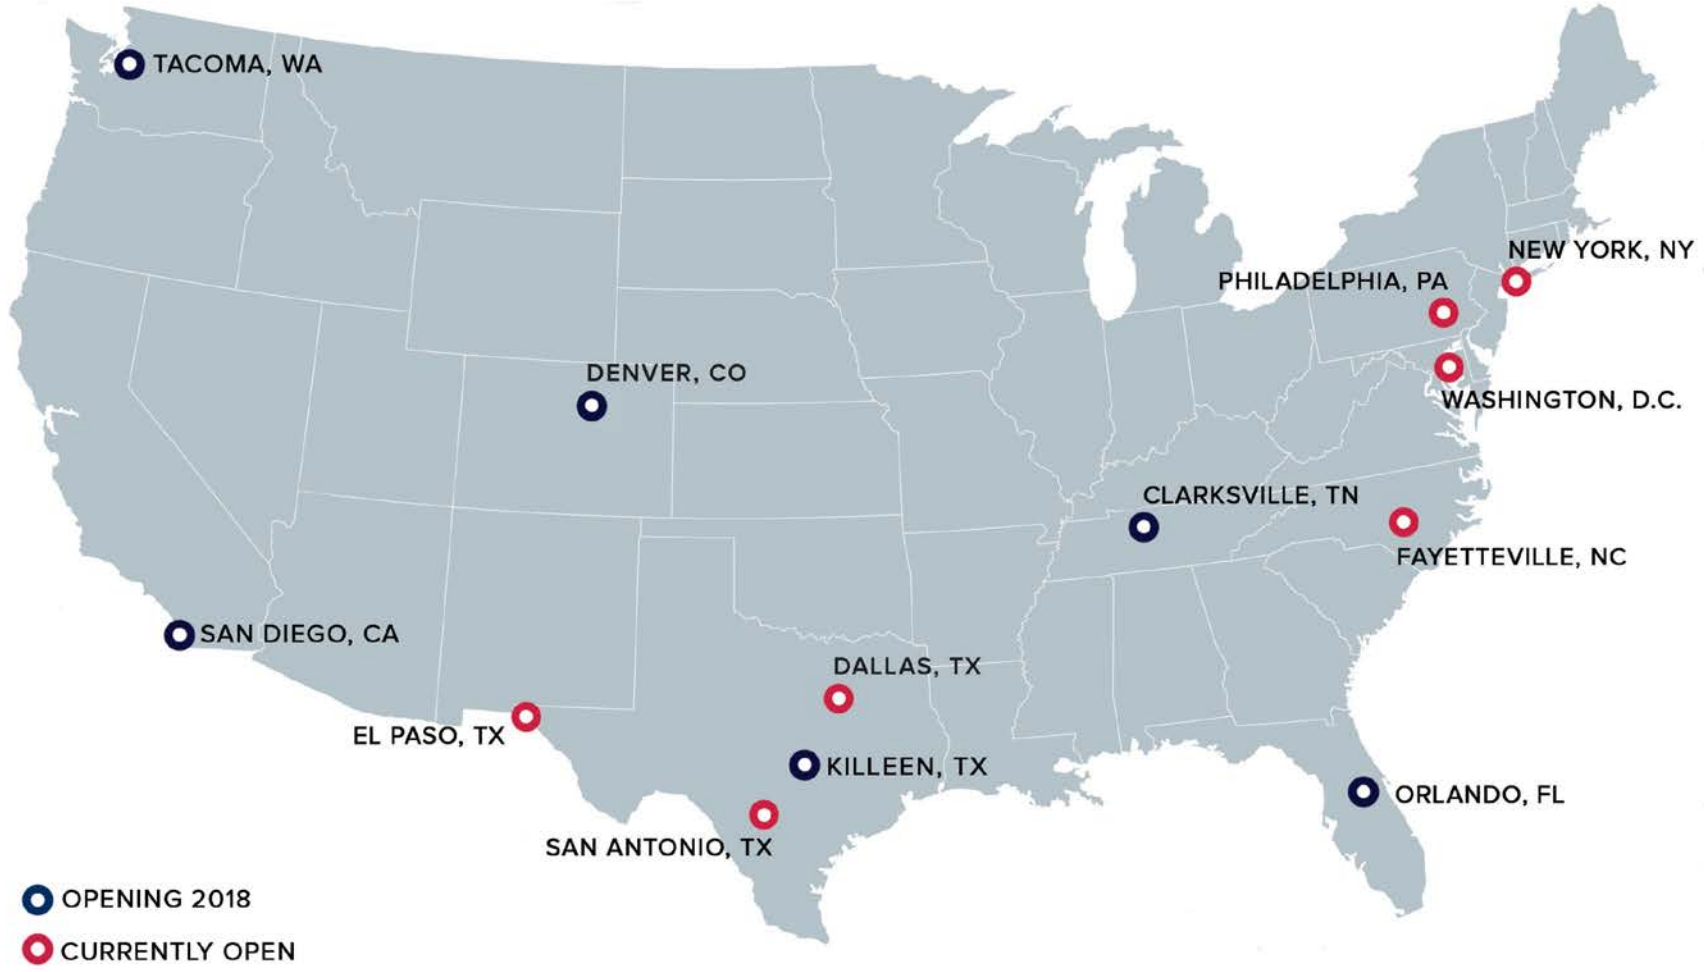 TACOMA, WA
NEW YORK, NY
PHILADELPHIA, PA
DENVER, CO
WASHINGTON, D.C.
CLARKSVILLE, TN
FAYETTEVILLE, NC
SAN DIEGO, CA
DALLAS, TX
EL PASO, TX
KILLEEN, TX
ORLANDO, FL
SAN ANTONIO, TX
OPENING 2018
CURRENTLY OPEN